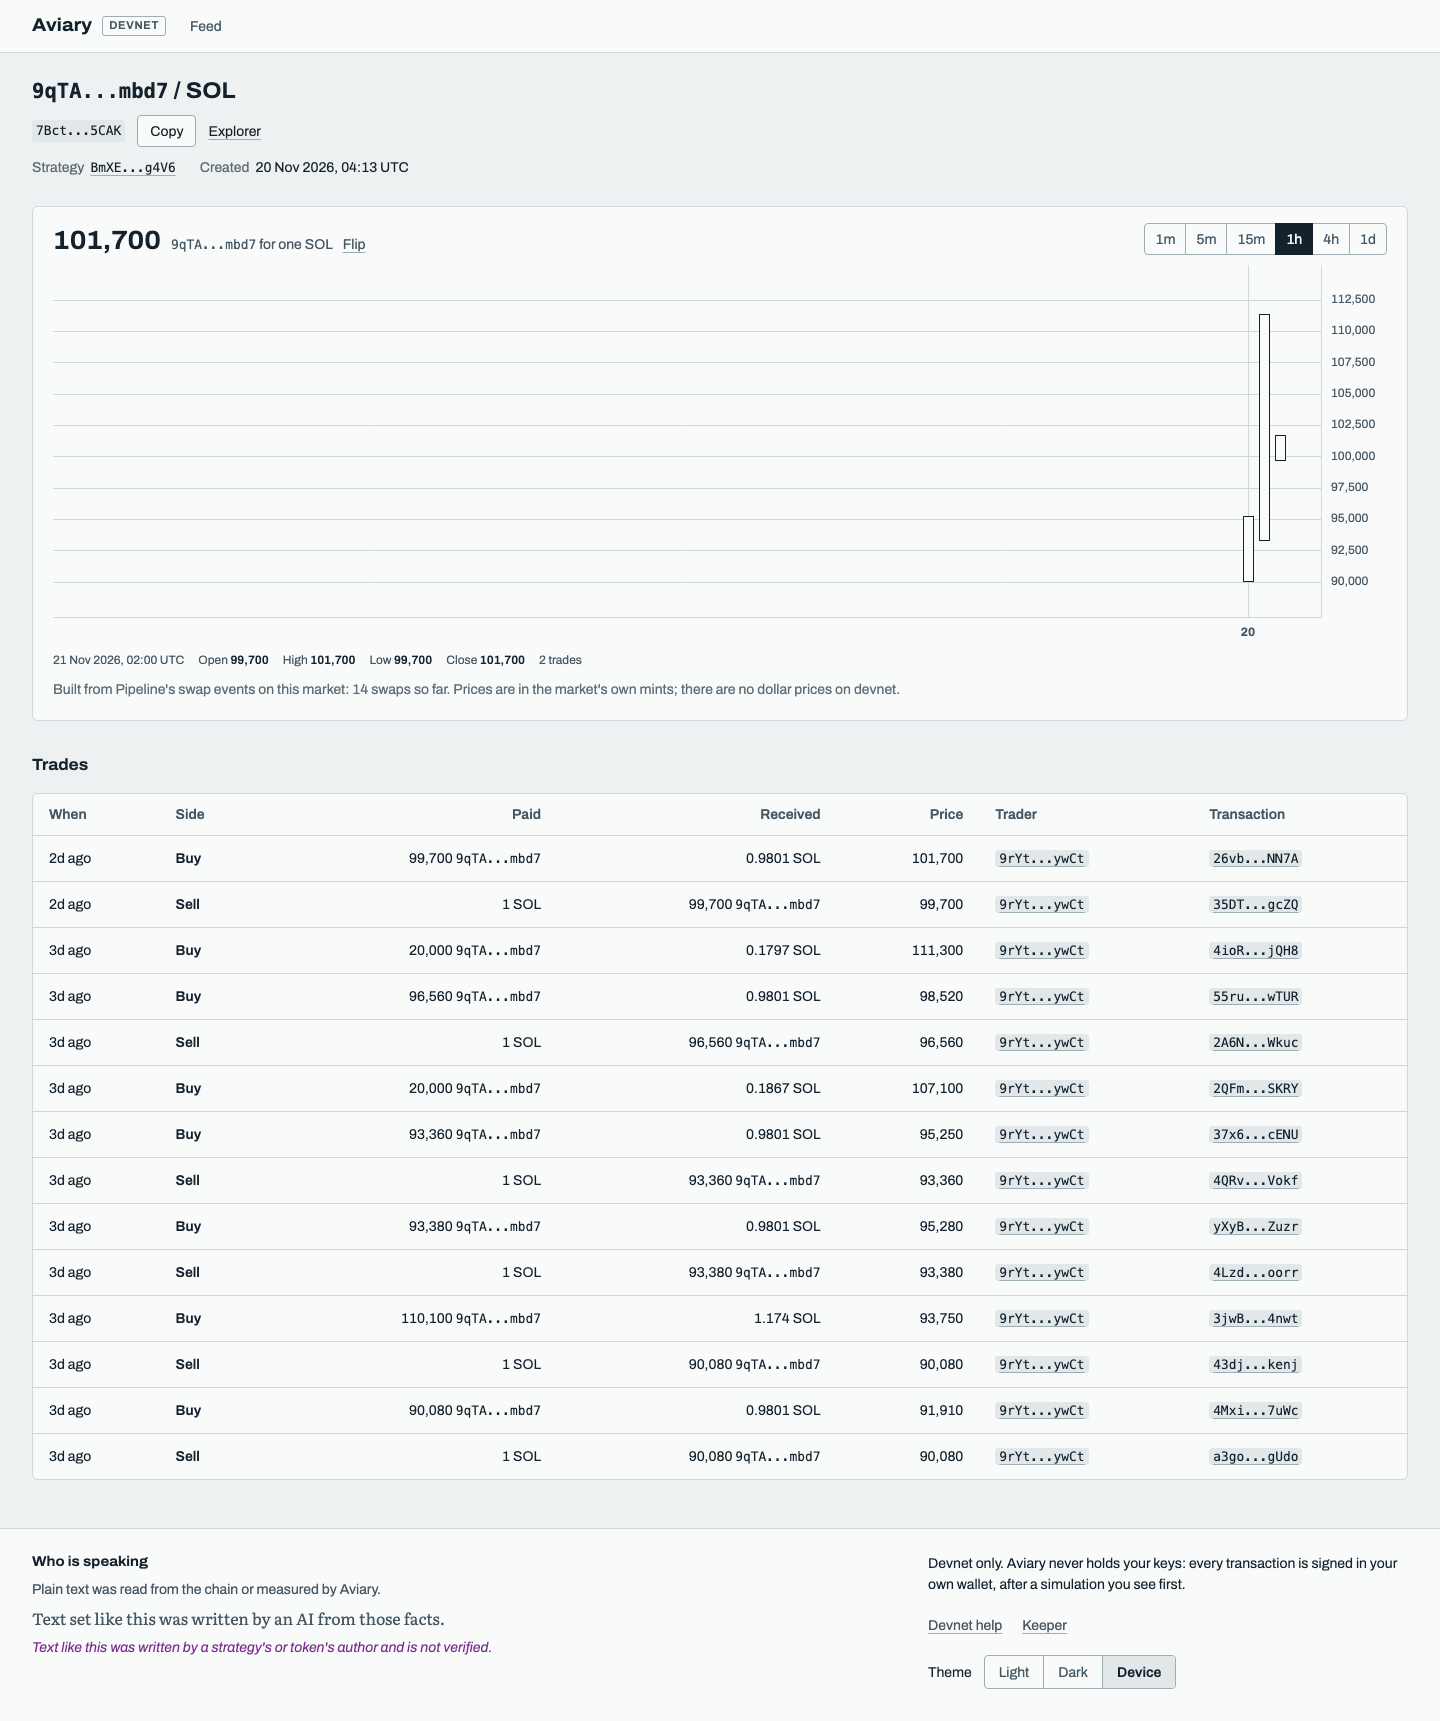 Aviary DEVNET Feed
9qTA...mbd7 / SOL
7Bct...5CAK Copy Explorer
Strategy BmXE...g4V6 Created 20 Nov 2026, 04:13 UTC
101,700 9qTA...mbd7 for one SOL Flip 1m 5m 15m 1h 4h 1d
112,500
110,000
107,500
105,000
102,500
100,000
97,500
95,000
92,500
90,000
20
21 Nov 2026, 02:00 UTC Open 99,700 High 101,700 Low 99,700 Close 101,700 2 trades
Built from Pipeline's swap events on this market: 14 swaps so far. Prices are in the market's own mints; there are no dollar prices on devnet.
Trades
When Side Paid Received Price Trader Transaction
2d ago Buy 99,700 9qTA...mbd7 0.9801 SOL 101,700 9rYt...ywCt 26vb...NN7A
2d ago Sell 1 SOL 99,700 9qTA...mbd7 99,700 9rYt...ywCt 35DT...gcZQ
3d ago Buy 20,000 9qTA...mbd7 0.1797 SOL 111,300 9rYt...ywCt 4ioR...jQH8
3d ago Buy 96,560 9qTA...mbd7 0.9801 SOL 98,520 9rYt...ywCt 55ru...wTUR
3d ago Sell 1 SOL 96,560 9qTA...mbd7 96,560 9rYt...ywCt 2A6N...Wkuc
3d ago Buy 20,000 9qTA...mbd7 0.1867 SOL 107,100 9rYt...ywCt 2QFm...SKRY
3d ago Buy 93,360 9qTA...mbd7 0.9801 SOL 95,250 9rYt...ywCt 37x6...cENU
3d ago Sell 1 SOL 93,360 9qTA...mbd7 93,360 9rYt...ywCt 4QRv...Vokf
3d ago Buy 93,380 9qTA...mbd7 0.9801 SOL 95,280 9rYt...ywCt yXyB...Zuzr
3d ago Sell 1 SOL 93,380 9qTA...mbd7 93,380 9rYt...ywCt 4Lzd...oorr
3d ago Buy 110,100 9qTA...mbd7 1.174 SOL 93,750 9rYt...ywCt 3jwB...4nwt
3d ago Sell 1 SOL 90,080 9qTA...mbd7 90,080 9rYt...ywCt 43dj...kenj
3d ago Buy 90,080 9qTA...mbd7 0.9801 SOL 91,910 9rYt...ywCt 4Mxi...7uWc
3d ago Sell 1 SOL 90,080 9qTA...mbd7 90,080 9rYt...ywCt a3go...gUdo
Who is speaking
Plain text was read from the chain or measured by Aviary.
Text set like this was written by an AI from those facts.
Text like this was written by a strategy's or token's author and is not verified.
Devnet only. Aviary never holds your keys: every transaction is signed in your
own wallet, after a simulation you see first.
Devnet help Keeper
Theme Light Dark Device